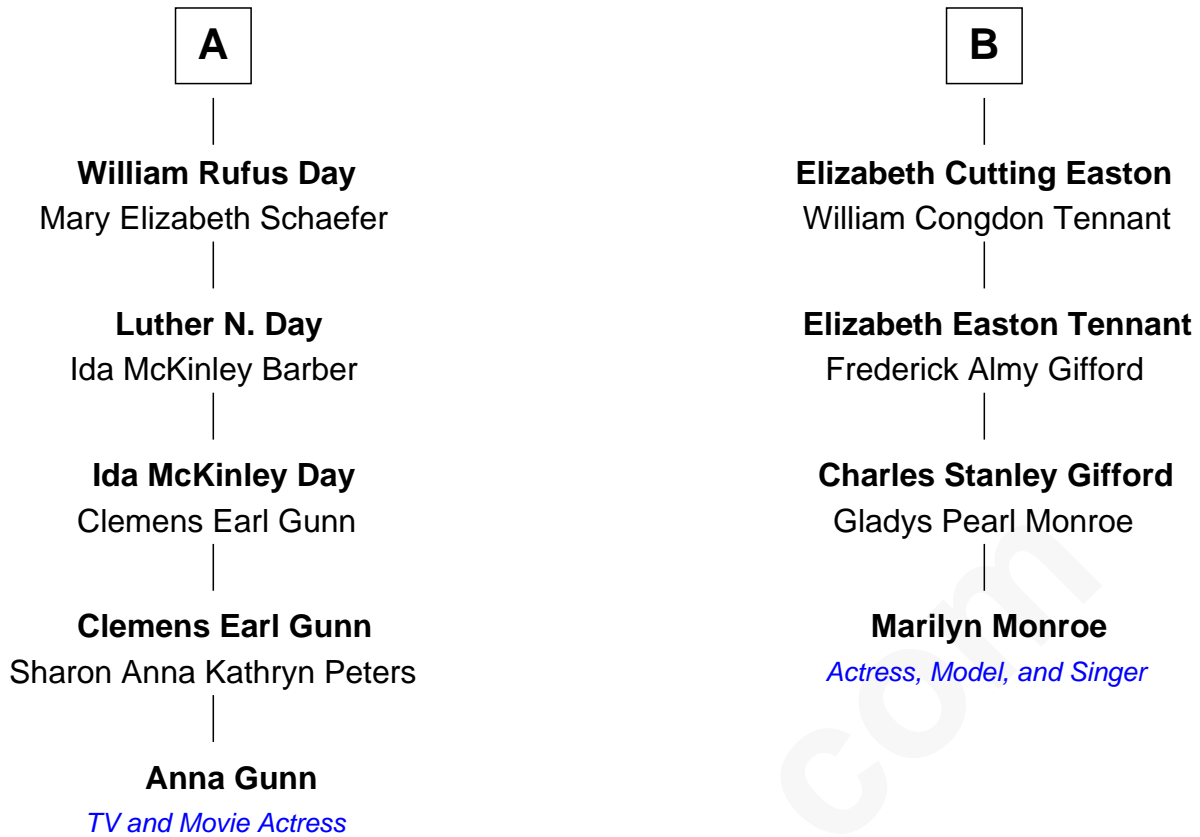 A
William Rufus Day
Mary Elizabeth Schaefer
Luther N. Day
Ida McKinley Barber
Ida McKinley Day
Clemens Earl Gunn
Clemens Earl Gunn
Sharon Anna Kathryn Peters
Anna Gunn
TV and Movie Actress
B
Elizabeth Cutting Easton
William Congdon Tennant
Elizabeth Easton Tennant
Frederick Almy Gifford
Charles Stanley Gifford
Gladys Pearl Monroe
Marilyn Monroe
Actress, Model, and Singer
com